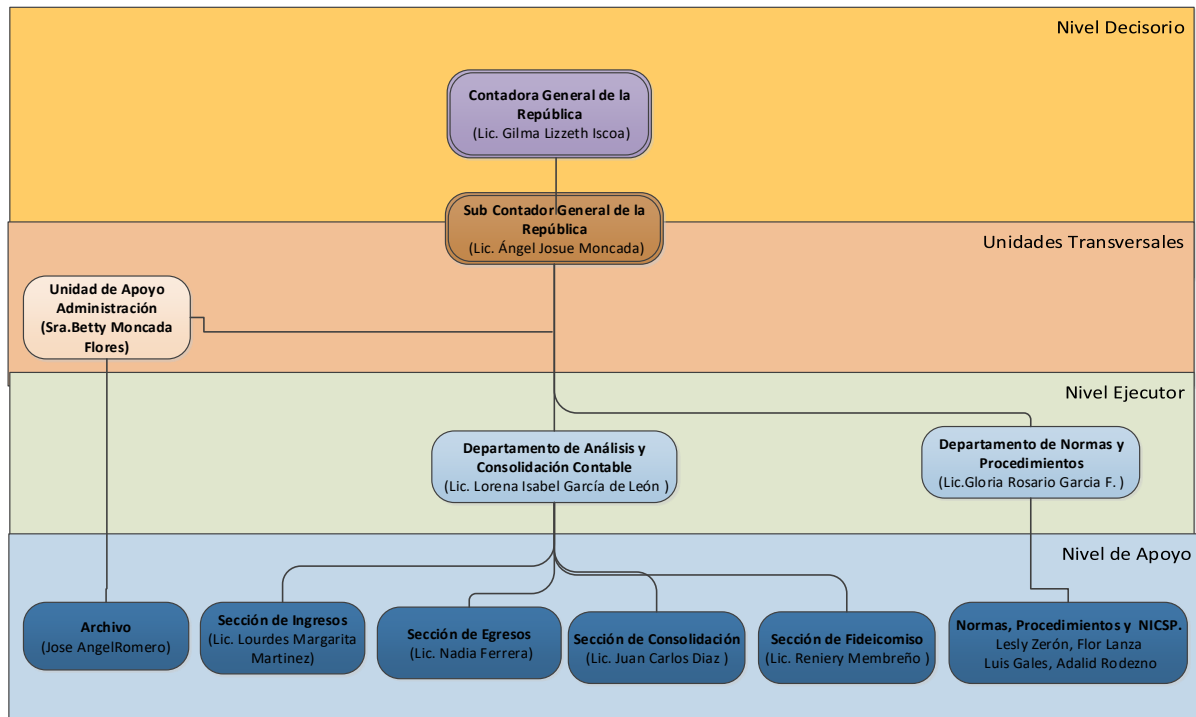 Nivel Decisorio
Contadora General de la
República
(Lic. Gilma Lizzeth Iscoa)
Sub Contador General de la
República
(Lic. Ángel Josue Moncada)
Unidades Transversales
Unidad de Apoyo
Administración
(Sra.Betty Moncada
Flores)
Nivel Ejecutor
Departamento de Análisis y
Consolidación Contable
(Lic. Lorena Isabel García de León )
Departamento de Normas y
Procedimientos
(Lic.Gloria Rosario Garcia F. )
Nivel de Apoyo
Archivo
(Jose AngelRomero)
Sección de Ingresos
(Lic. Lourdes Margarita
Martinez)
Sección de Egresos
(Lic. Nadia Ferrera)
Sección de Consolidación
(Lic. Juan Carlos Diaz )
Sección de Fideicomiso
(Lic. Reniery Membreño )
Normas, Procedimientos y  NICSP.
Lesly Zerón, Flor Lanza
Luis Gales, Adalid Rodezno